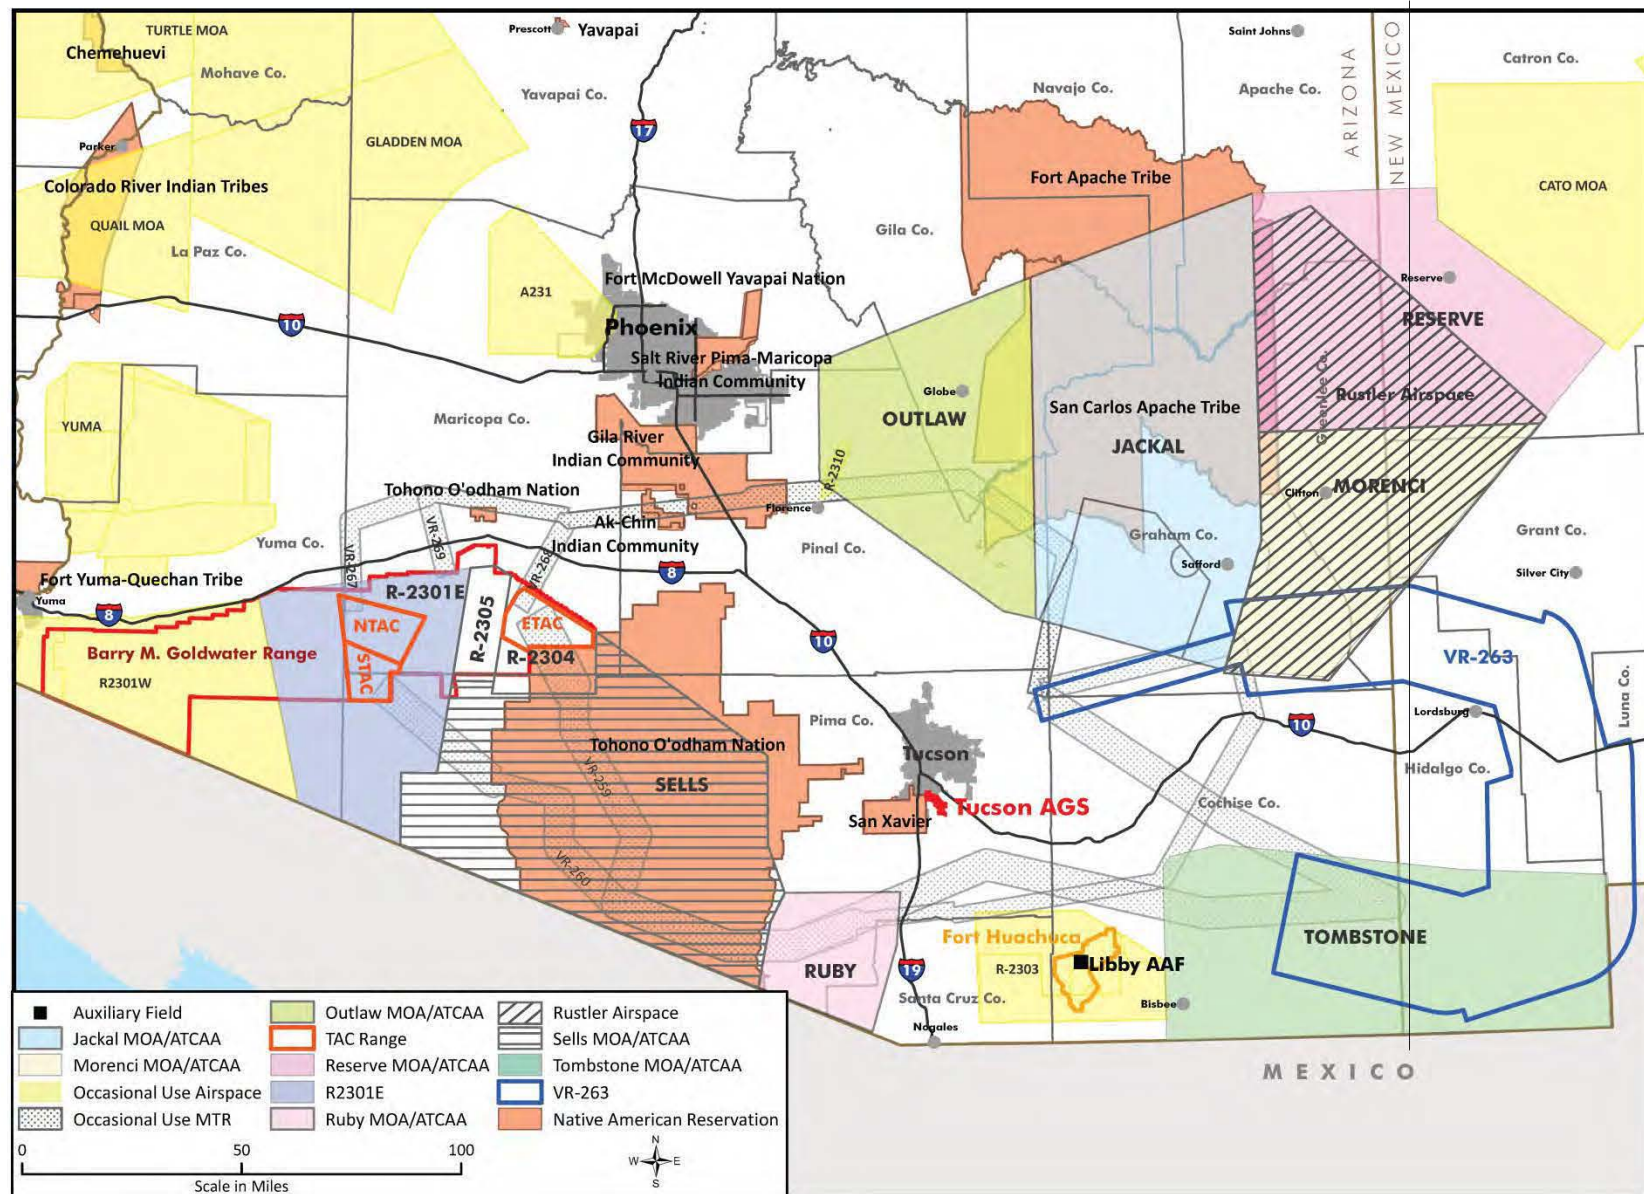 TURTLE MOA
Chemehuevi
Mohave Co.
Prescott
Yavapai
Yavapai Co.
Saint Johns
Navajo Co.
Apache Co.
ARIZONA
NEW MEXICO
Catron Co.
17
Parker
GLADDEN MOA
Colorado River Indian Tribes
QUAIL MOA
La Paz Co.
Fort Apache Tribe
CATO MOA
Gila Co.
Fort McDowell Yavapai Nation
A231
Reserve
RESERVE
10
Phoenix
Salt River Pima-Maricopa
Indian Community
Globe
OUTLAW
San Carlos Apache Tribe
JACKAL
Greenlee Co.
Rustler Airspace
Maricopa Co.
YUMA
Gila River
Indian Community
R-2310
Clifton
MORENCI
Tohono O'odham Nation
Florence
Ak-Chin
Indian Community
VR-267
VR-269
VR-268
Yuma Co.
Pinal Co.
Graham Co.
Safford
Grant Co.
Silver City
8
Fort Yuma-Quechan Tribe
Yuma
8
R-2301E
R-2305
NTAC
STAC
ETAC
R-2304
Barry M. Goldwater Range
R2301W
10
VR-263
Luna Co.
Pima Co.
Lordsburg
10
Tohono O'odham Nation
SELLS
VR-259
VR-260
Tucson
Hidalgo Co.
Cochise Co.
Tucson AGS
San Xavier
RUBY
19
Fort Huachuca
R-2303
Libby AAF
TOMBSTONE
Santa Cruz Co.
Bisbee
Nogales
MEXICO
Auxiliary Field
Jackal MOA/ATCAA
Morenci MOA/ATCAA
Occasional Use Airspace
Occasional Use MTR
Outlaw MOA/ATCAA
TAC Range
Reserve MOA/ATCAA
R2301E
Ruby MOA/ATCAA
Rustler Airspace
Sells MOA/ATCAA
Tombstone MOA/ATCAA
VR-263
Native American Reservation
0 50 100
Scale in Miles
N
W E
S